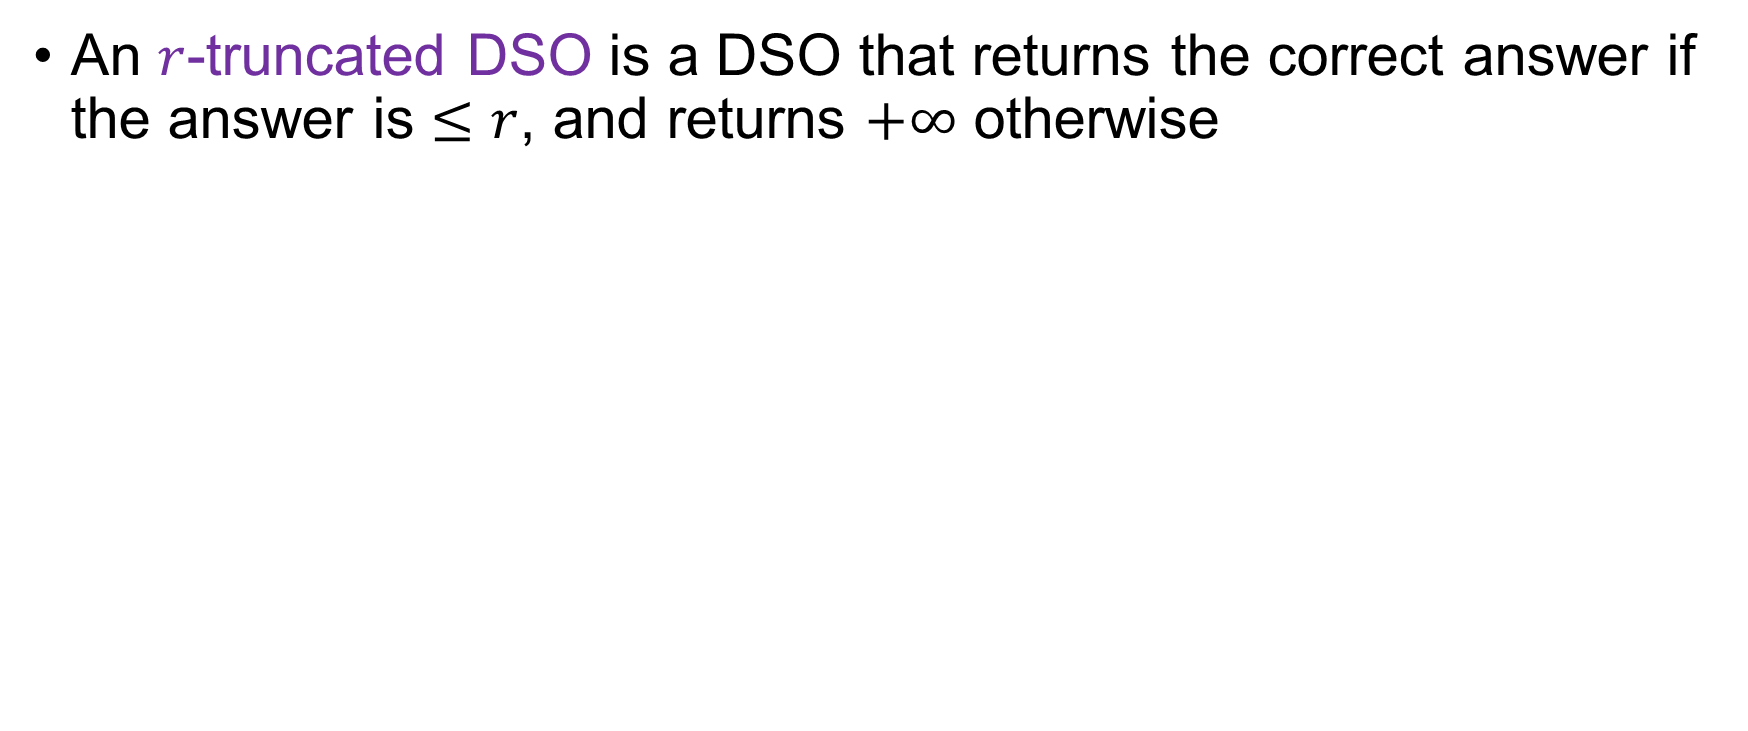 • An 𝑟-truncated DSO is a DSO that returns the correct answer if
the answer is ≤ 𝑟, and returns +∞ otherwise